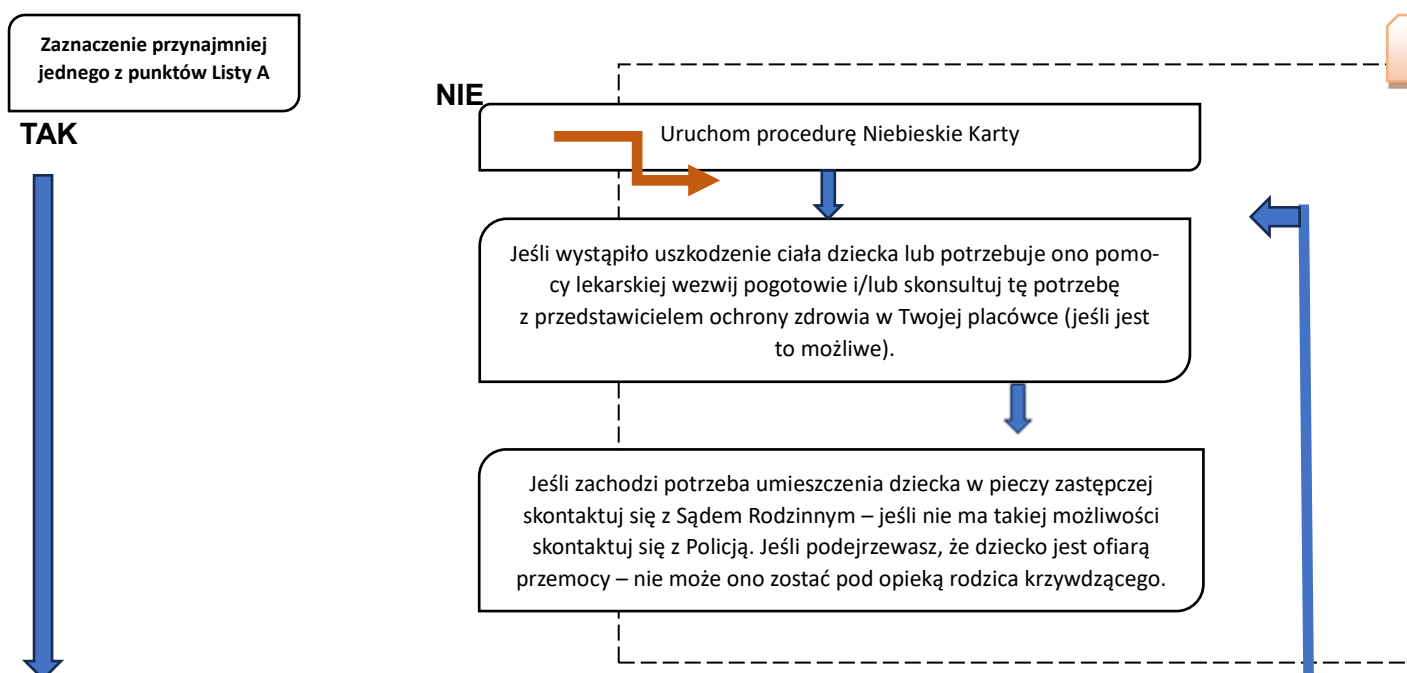 Zaznaczenie przynajmniej
jednego z punktów Listy A
TAK
NIE
Uruchom procedurę Niebieskie Karty
Jeśli wystąpiło uszkodzenie ciała dziecka lub potrzebuje ono pomo-
cy lekarskiej wezwij pogotowie i/lub skonsultuj tę potrzebę
z przedstawicielem ochrony zdrowia w Twojej placówce (jeśli jest
to możliwe).
Jeśli zachodzi potrzeba umieszczenia dziecka w pieczy zastępczej
skontaktuj się z Sądem Rodzinnym – jeśli nie ma takiej możliwości
skontaktuj się z Policją. Jeśli podejrzewasz, że dziecko jest ofiarą
przemocy – nie może ono zostać pod opieką rodzica krzywdzącego.